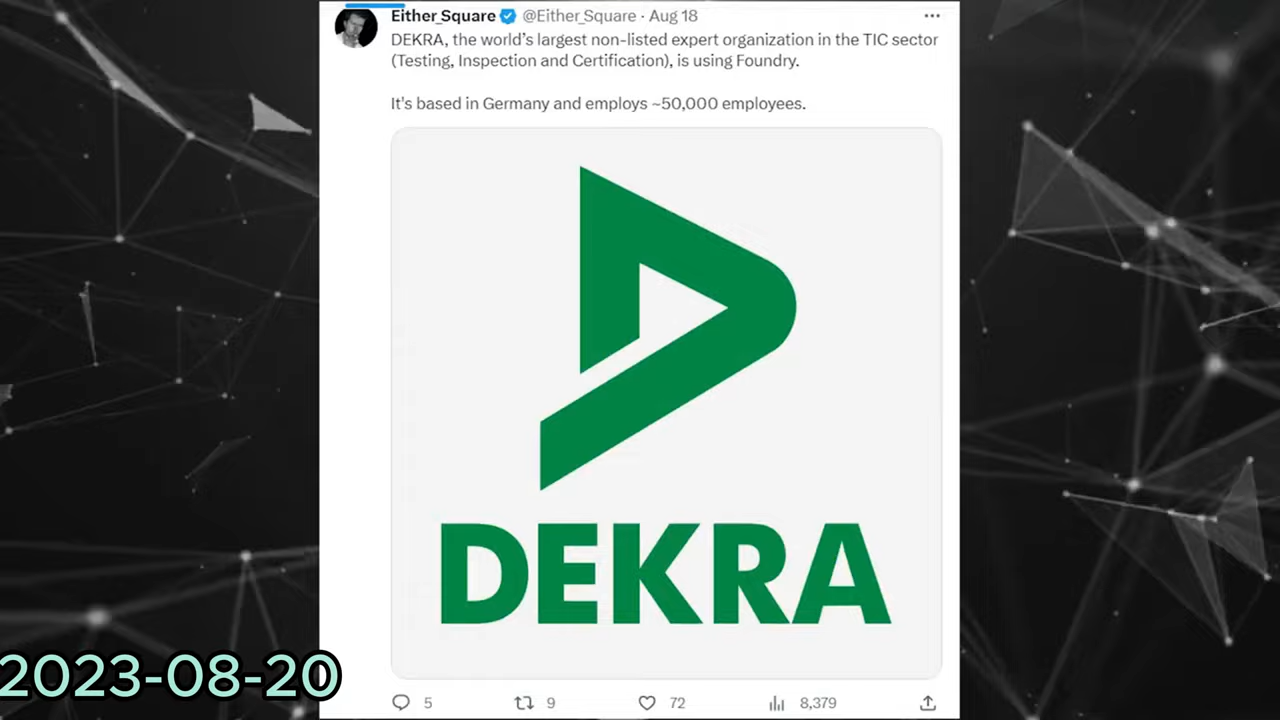 Either_Square @Either_Square · Aug 18
DEKRA, the world’s largest non-listed expert organization in the TIC sector
(Testing, Inspection and Certification), is using Foundry.
It's based in Germany and employs ~50,000 employees.
DEKRA
2023-08-20
5 9 72 8,379